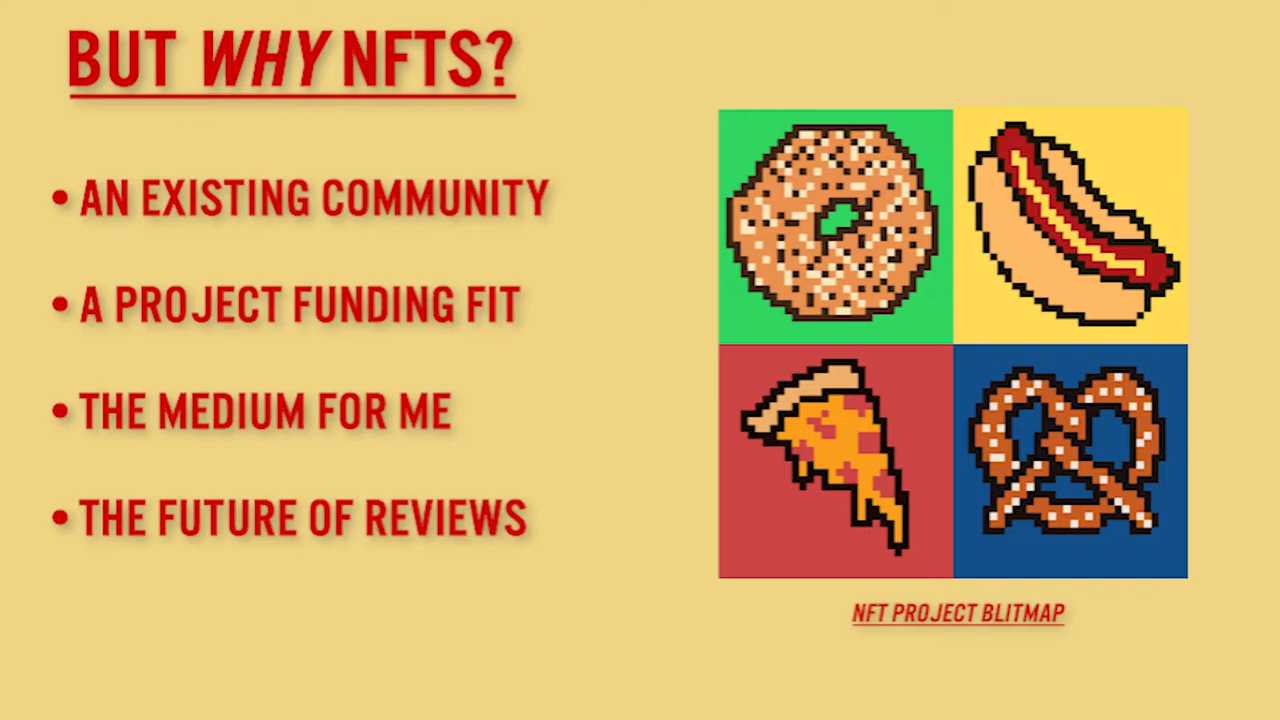 BUT WHY NFTS?
• AN EXISTING COMMUNITY
• A PROJECT FUNDING FIT
• THE MEDIUM FOR ME
• THE FUTURE OF REVIEWS
NFT PROJECT BLITMAP